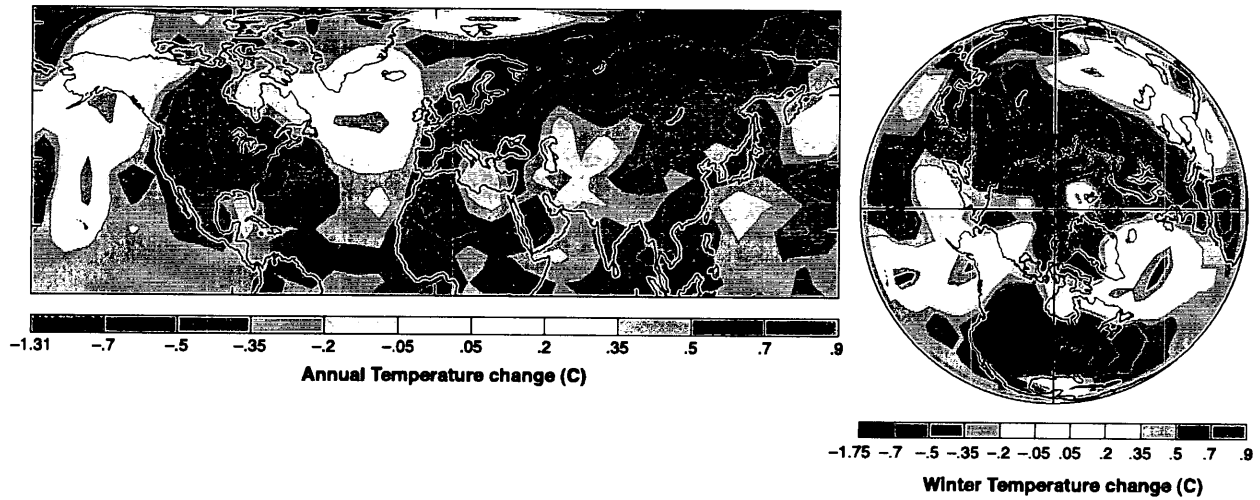 −1.31 −.7 −.5 −.35 −.2 −.05 .05 .2 .35 .5 .7 .9
Annual Temperature change (C)
−1.75 −.7 −.5 −.35 −.2 −.05 .05 .2 .35 .5 .7 .9
Winter Temperature change (C)